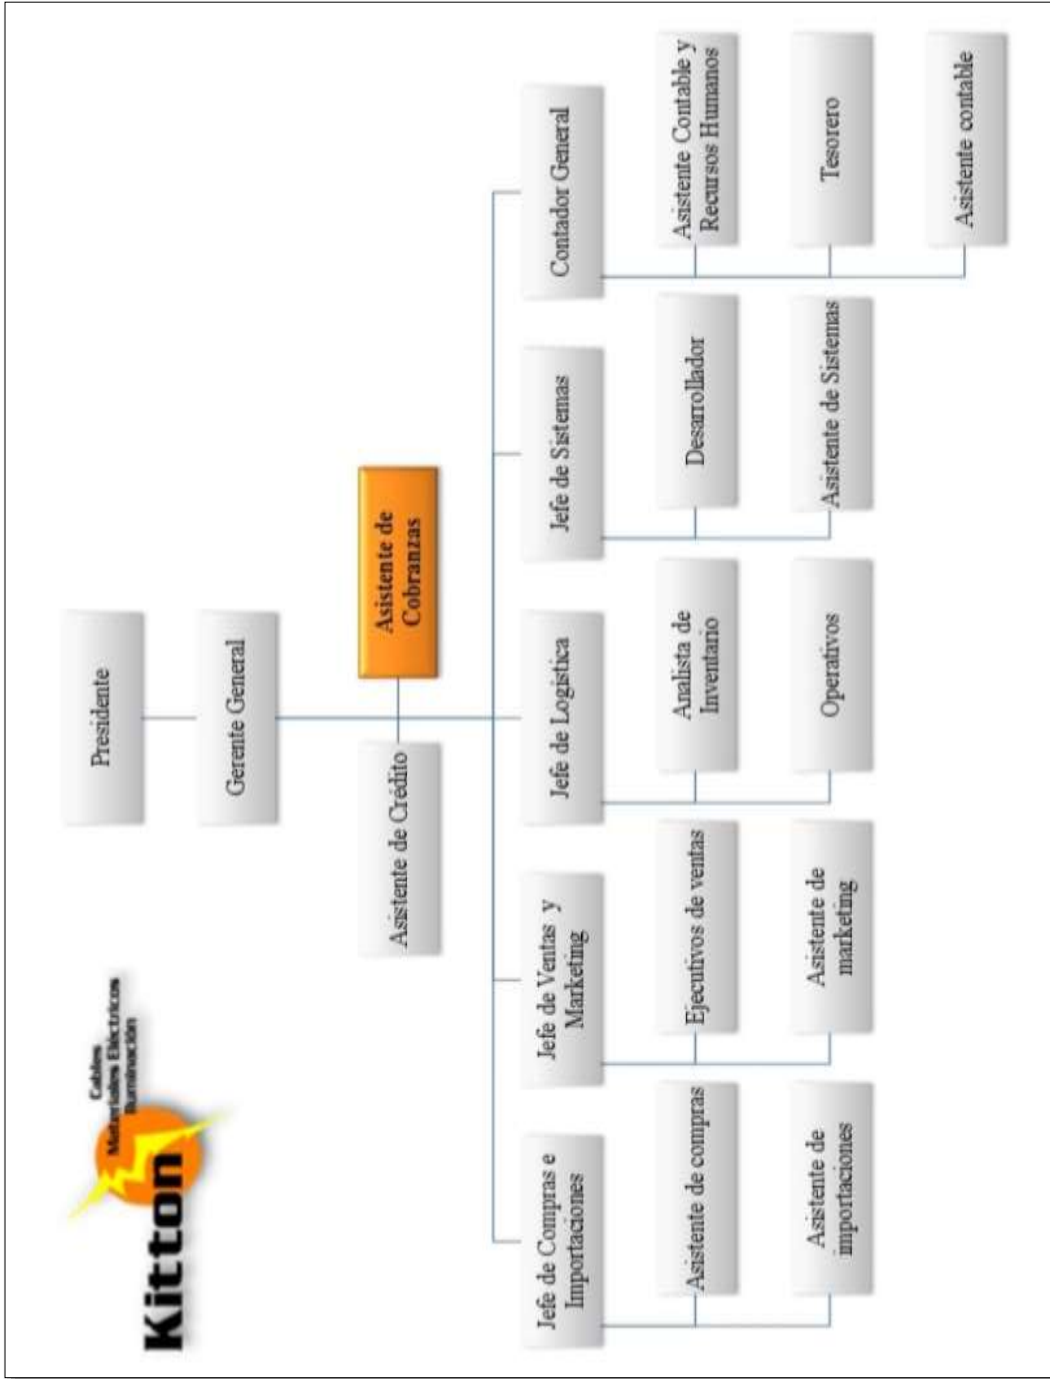 Kitton
Cables
Materiales Eléctricos
Iluminación
Presidente
Gerente General
Asistente de Crédito
Asistente de
Cobranzas
Jefe de Compras e
Importaciones
Asistente de compras
Asistente de
importaciones
Jefe de Ventas y
Marketing
Ejecutivos de ventas
Asistente de
marketing
Jefe de Logística
Analista de
Inventario
Operativos
Jefe de Sistemas
Desarrollador
Asistente de Sistemas
Contador General
Asistente Contable y
Recursos Humanos
Tesorero
Asistente contable